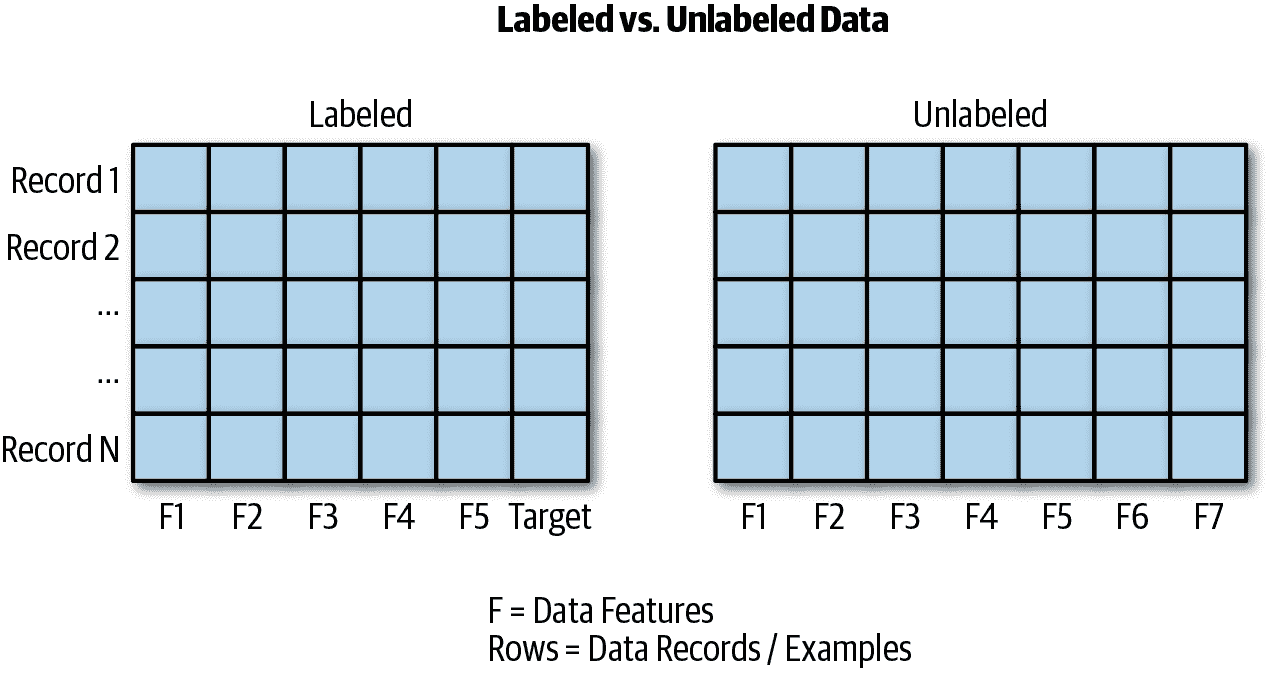 Labeled vs. Unlabeled Data
Labeled
Unlabeled
Record 1
Record 2
...
...
Record N
F1 F2 F3 F4 F5 Target
F1 F2 F3 F4 F5 F6 F7
F = Data Features
Rows = Data Records / Examples